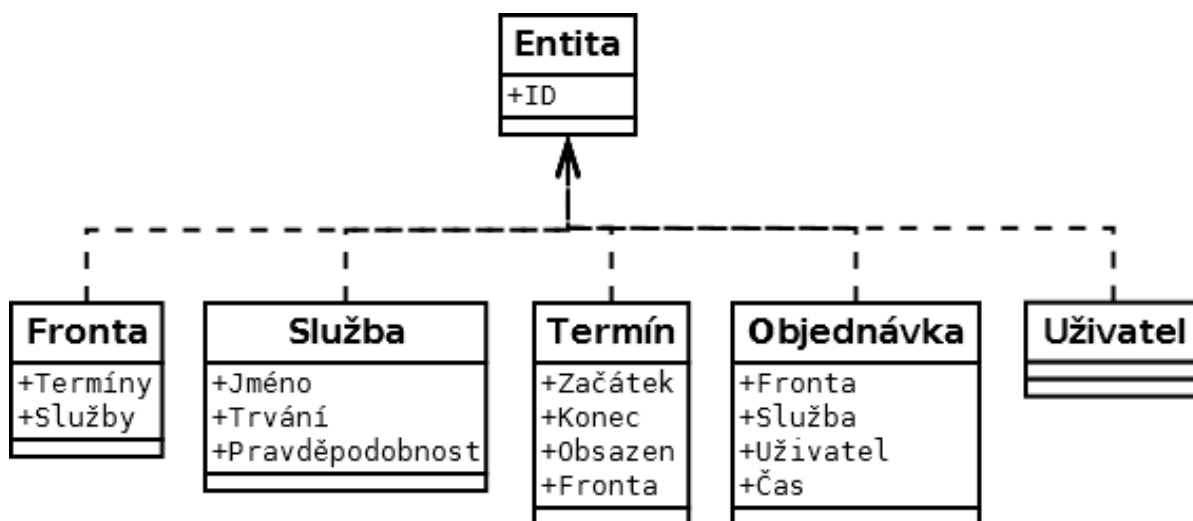 Entita
+ID
Fronta
+Termíny
+Služby
Služba
+Jméno
+Trvání
+Pravděpodobnost
Termín
+Začátek
+Konec
+Obsazen
+Fronta
Objednávka
+Fronta
+Služba
+Uživatel
+Čas
Uživatel